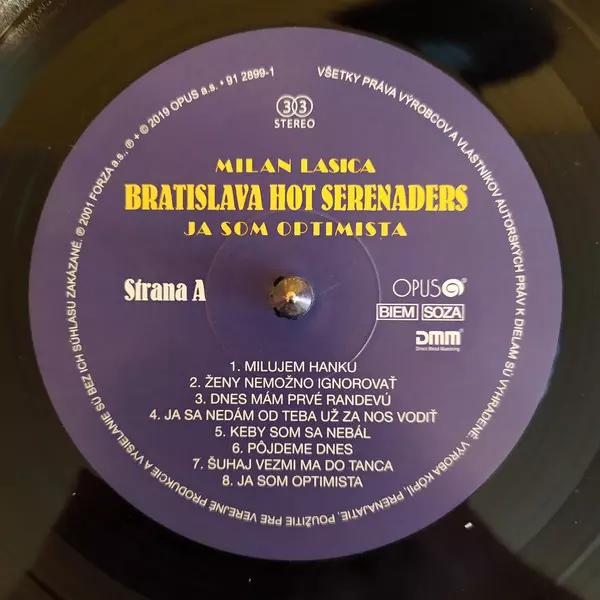 VŠETKY PRÁVA VÝROBCOV A VLASTNÍKOV AUTORSKÝCH PRÁV K DIELAM SÚ VYHRADENÉ. VÝROBA KÓPIÍ, PRENAJATIE, POUŽITIE PRE VEREJNÉ PRODUKCIE A VYSIELANIE SÚ BEZ ICH SÚHLASU ZAKÁZANÉ. ℗ 2001 FORZA a.s., ℗ + © 2019 OPUS a.s. • 91 2899-1
33
STEREO
MILAN LASICA
BRATISLAVA HOT SERENADERS
JA SOM OPTIMISTA
Strana A
OPUS
BIEM SOZA
DMM
Direct Metal Mastering
1. MILUJEM HANKU
2. ŽENY NEMOŽNO IGNOROVAŤ
3. DNES MÁM PRVÉ RANDEVÚ
4. JA SA NEDÁM OD TEBA UŽ ZA NOS VODIŤ
5. KEBY SOM SA NEBÁL
6. PÔJDEME DNES
7. ŠUHAJ VEZMI MA DO TANCA
8. JA SOM OPTIMISTA